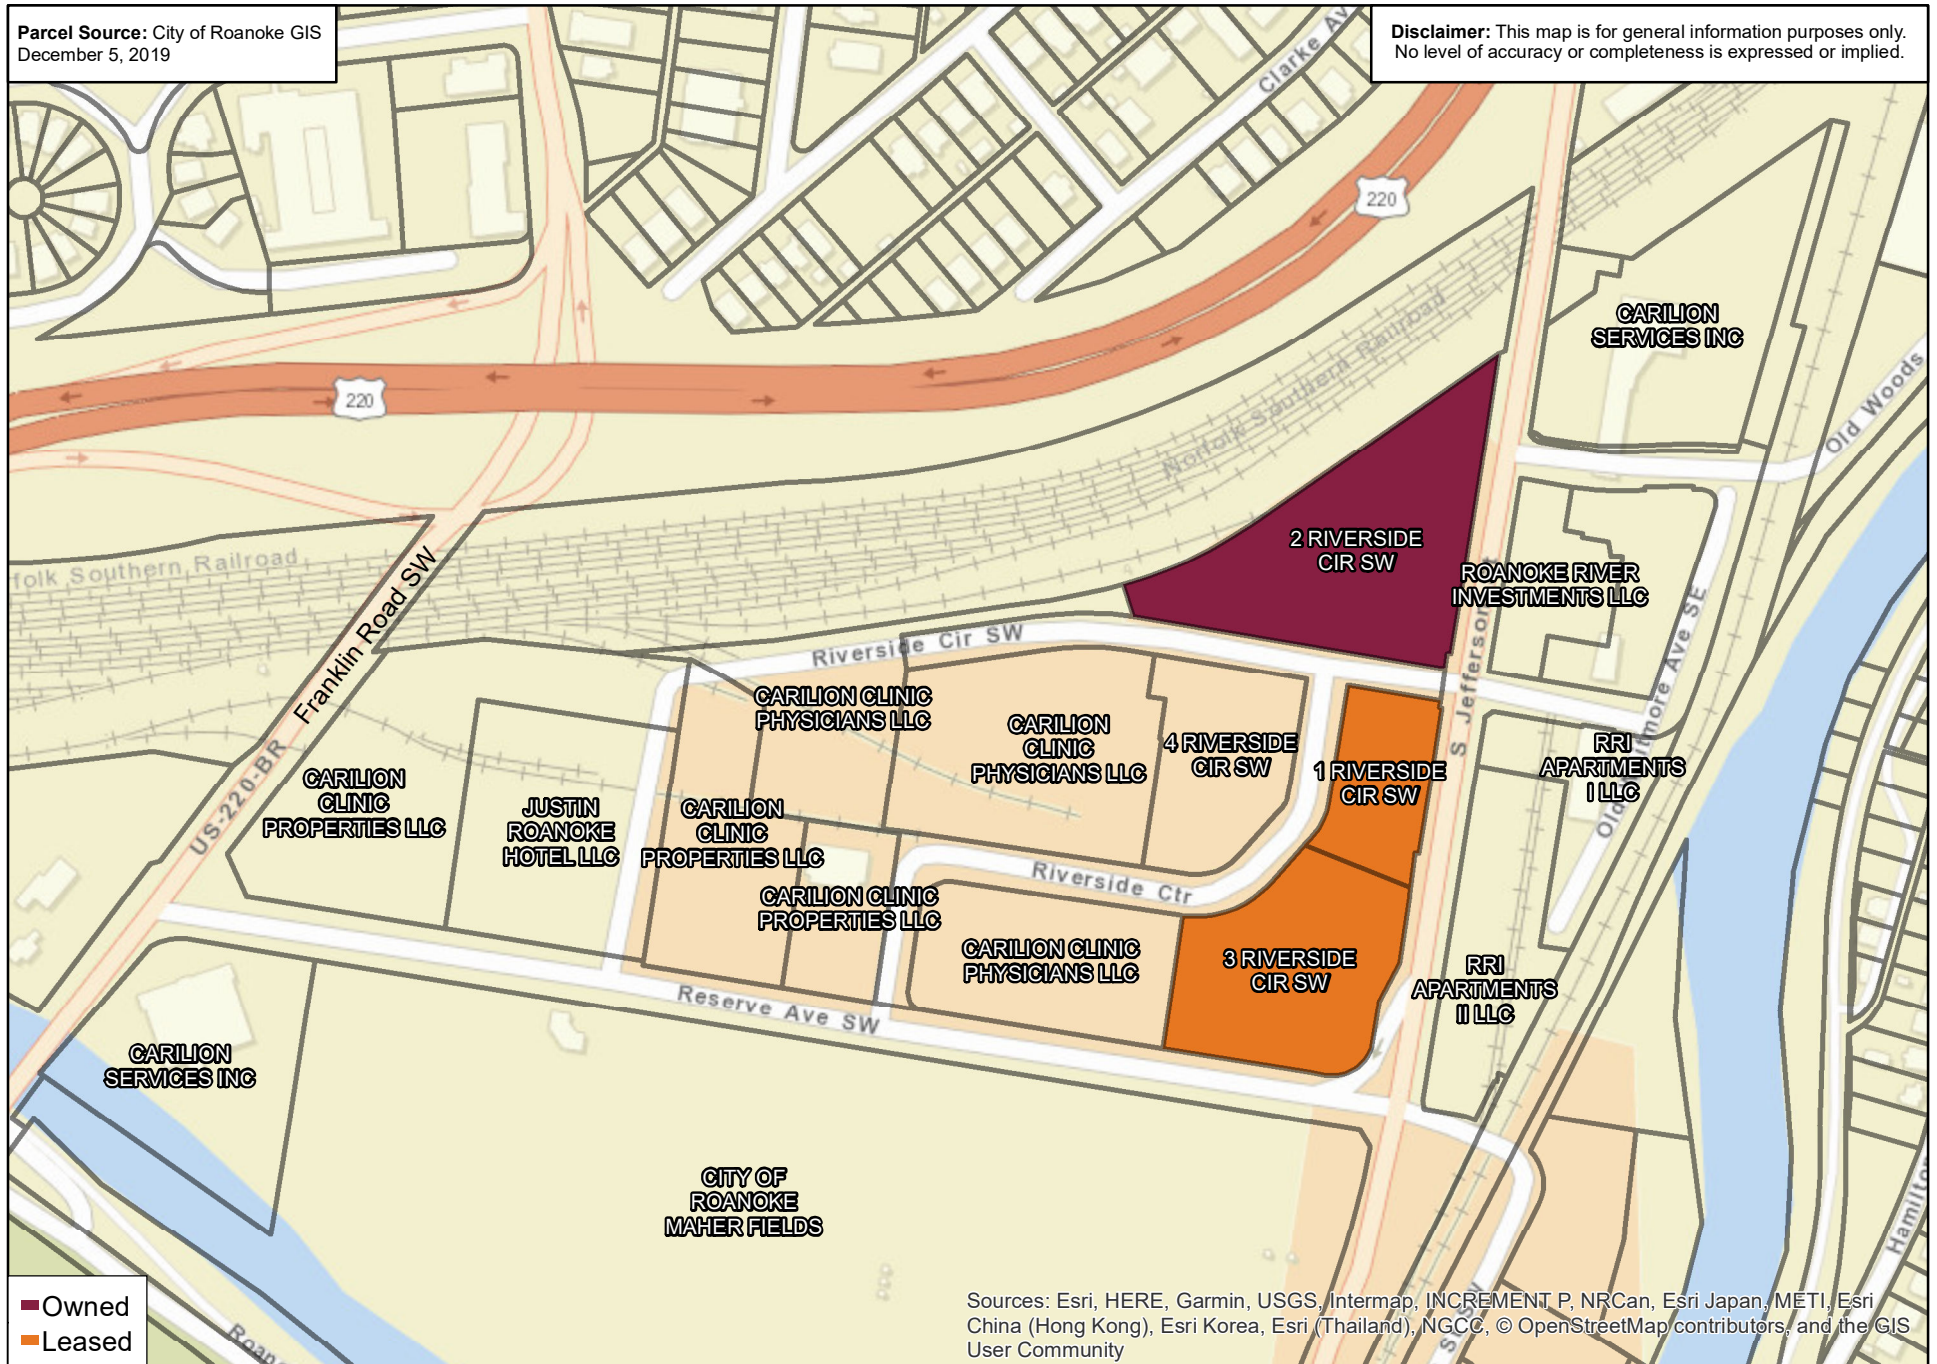 Parcel Source: City of Roanoke GIS
December 5, 2019
Disclaimer: This map is for general information purposes only.
No level of accuracy or completeness is expressed or implied.
Clarke Av
220
220
CARILION
SERVICES INC
Old Woods
Norfolk Southern Railroad
folk Southern Railroad
Franklin Road SW
US-220-BR
2 RIVERSIDE
CIR SW
ROANOKE RIVER
INVESTMENTS LLC
S Jefferson
Riverside Cir SW
CARILION CLINIC
PHYSICIANS LLC
CARILION
CLINIC
PHYSICIANS LLC
4 RIVERSIDE
CIR SW
1 RIVERSIDE
CIR SW
RRI
APARTMENTS
I LLC
Old Whitmore Ave SE
CARILION
CLINIC
PROPERTIES LLC
JUSTIN
ROANOKE
HOTEL LLC
CARILION
CLINIC
PROPERTIES LLC
CARILION CLINIC
PROPERTIES LLC
Riverside Ctr
CARILION CLINIC
PHYSICIANS LLC
3 RIVERSIDE
CIR SW
RRI
APARTMENTS
II LLC
Reserve Ave SW
CARILION
SERVICES INC
CITY OF
ROANOKE
MAHER FIELDS
Hamilton
St SW
Roano
Owned
Leased
Sources: Esri, HERE, Garmin, USGS, Intermap, INCREMENT P, NRCan, Esri Japan, METI, Esri
China (Hong Kong), Esri Korea, Esri (Thailand), NGCC, © OpenStreetMap contributors, and the GIS
User Community